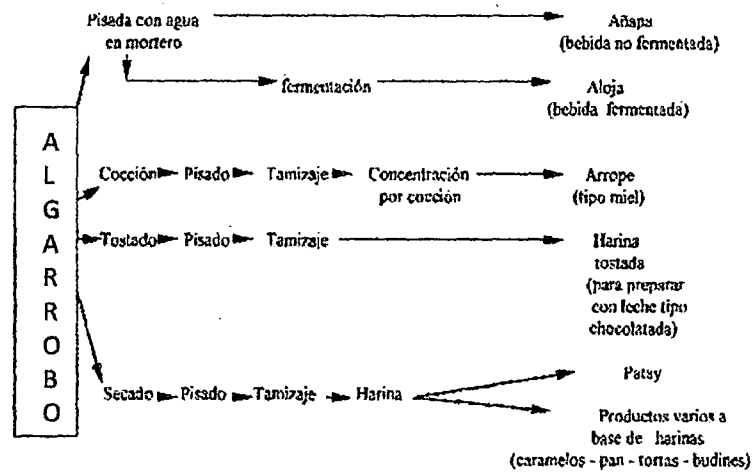 Pisada con agua
en mortero
Añapa
(bebida no fermentada)
fermentación
Aloja
(bebida fermentada)
ALGARROBO
Cocción
Pisado
Tamizaje
Concentración
por cocción
Arrope
(tipo miel)
Tostado
Pisado
Tamizaje
Harina
tostada
(para preparar
con leche tipo
chocolatada)
Secado
Pisado
Tamizaje
Harina
Patay
Productos varios a
base de harinas
(caramelos - pan - tortas - budines)